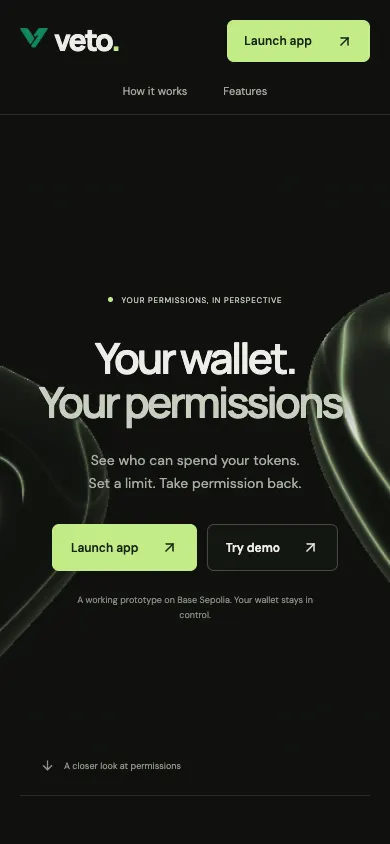 veto.
Launch app
How it works
Features
YOUR PERMISSIONS, IN PERSPECTIVE
Your wallet.
Your permissions.
See who can spend your tokens.
Set a limit. Take permission back.
Launch app
Try demo
A working prototype on Base Sepolia. Your wallet stays in
control.
A closer look at permissions